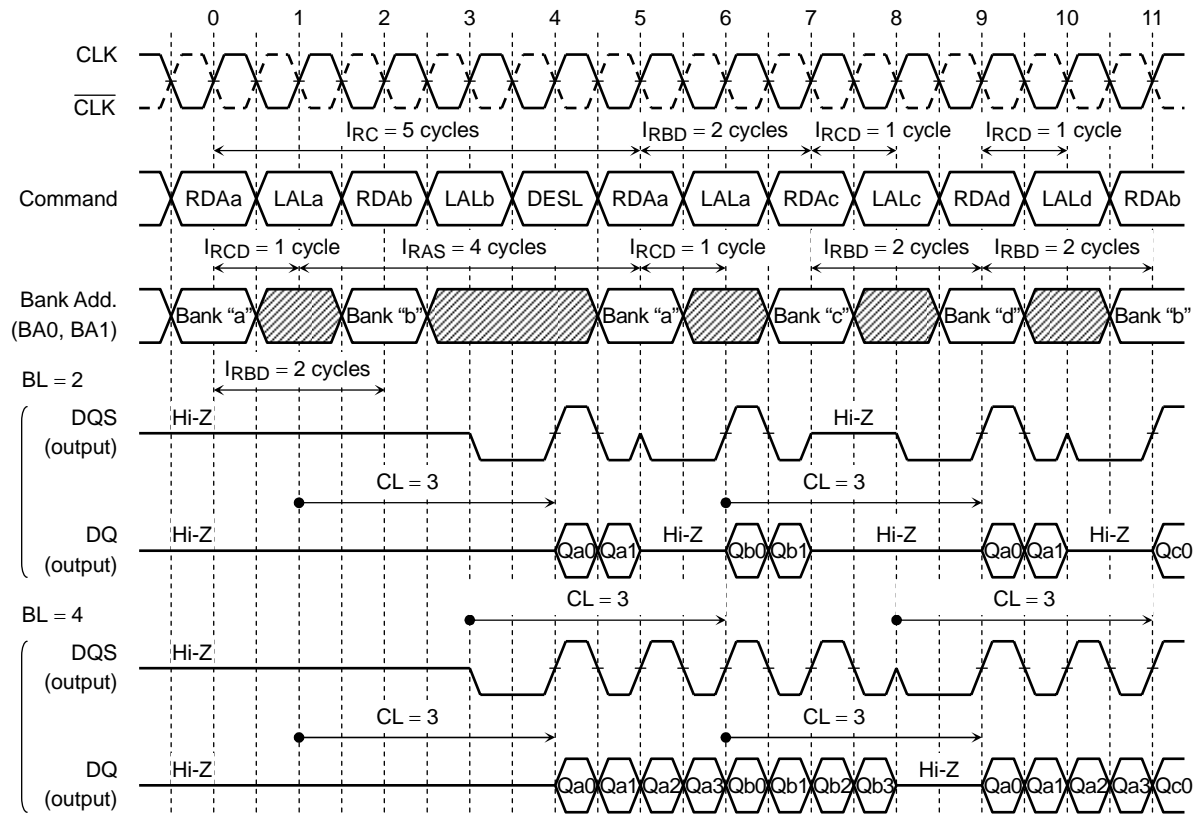 0 1 2 3 4 5 6 7 8 9 10 11
CLK
CLK
IRC = 5 cycles IRBD = 2 cycles IRCD = 1 cycle IRCD = 1 cycle
Command RDAa LALa RDAb LALb DESL RDAa LALa RDAc LALc RDAd LALd RDAb
IRCD = 1 cycle IRAS = 4 cycles IRCD = 1 cycle IRBD = 2 cycles IRBD = 2 cycles
Bank Add.
(BA0, BA1)
Bank “a” Bank “b” Bank “a” Bank “c” Bank “d” Bank “b”
IRBD = 2 cycles
BL = 2
DQS
(output)
Hi-Z Hi-Z
CL = 3 CL = 3
DQ
(output)
Hi-Z Qa0 Qa1 Hi-Z Qb0 Qb1 Hi-Z Qa0 Qa1 Hi-Z Qc0
CL = 3 CL = 3
BL = 4
DQS
(output)
Hi-Z
CL = 3 CL = 3
DQ
(output)
Hi-Z Qa0 Qa1 Qa2 Qa3 Qb0 Qb1 Qb2 Qb3 Hi-Z Qa0 Qa1 Qa2 Qa3 Qc0